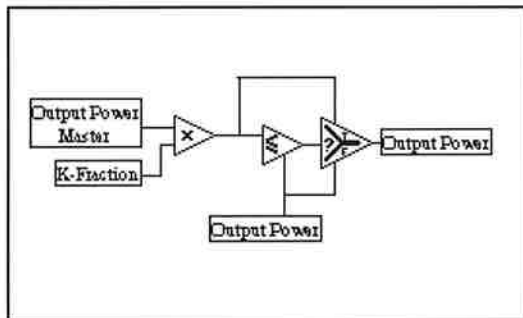 Output Power
Master
K-Fraction
×
≤
?
T
F
Output Power
Output Power